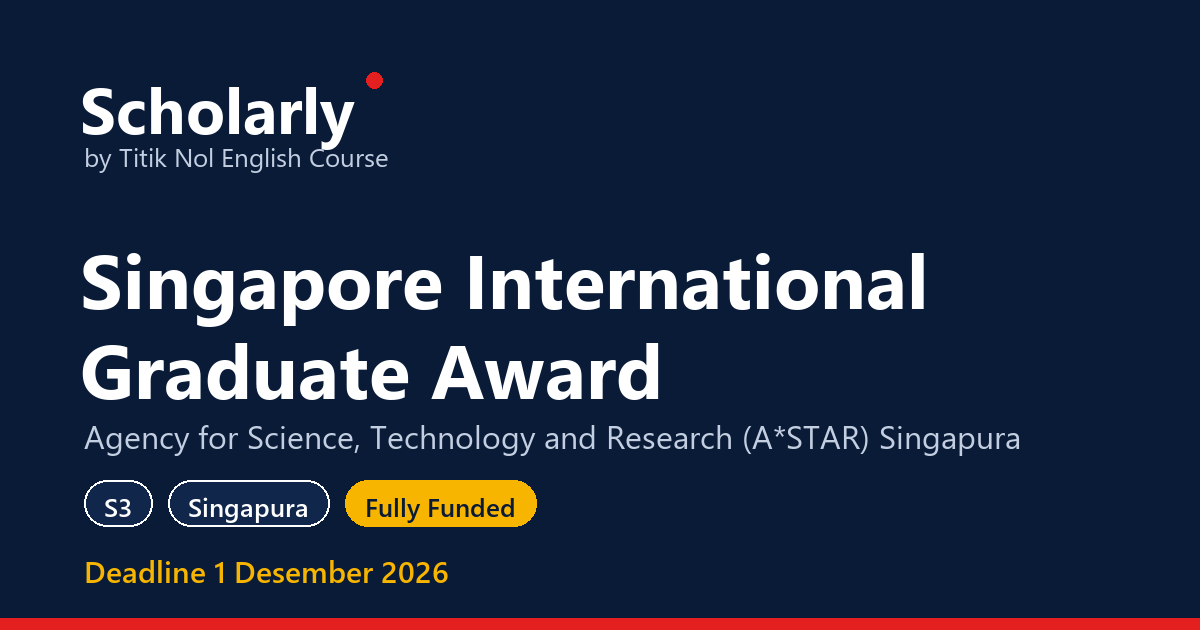 Scholarly
by Titik Nol English Course
Singapore International
Graduate Award
Agency for Science, Technology and Research (A*STAR) Singapura
S3 Singapura Fully Funded
Deadline 1 Desember 2026